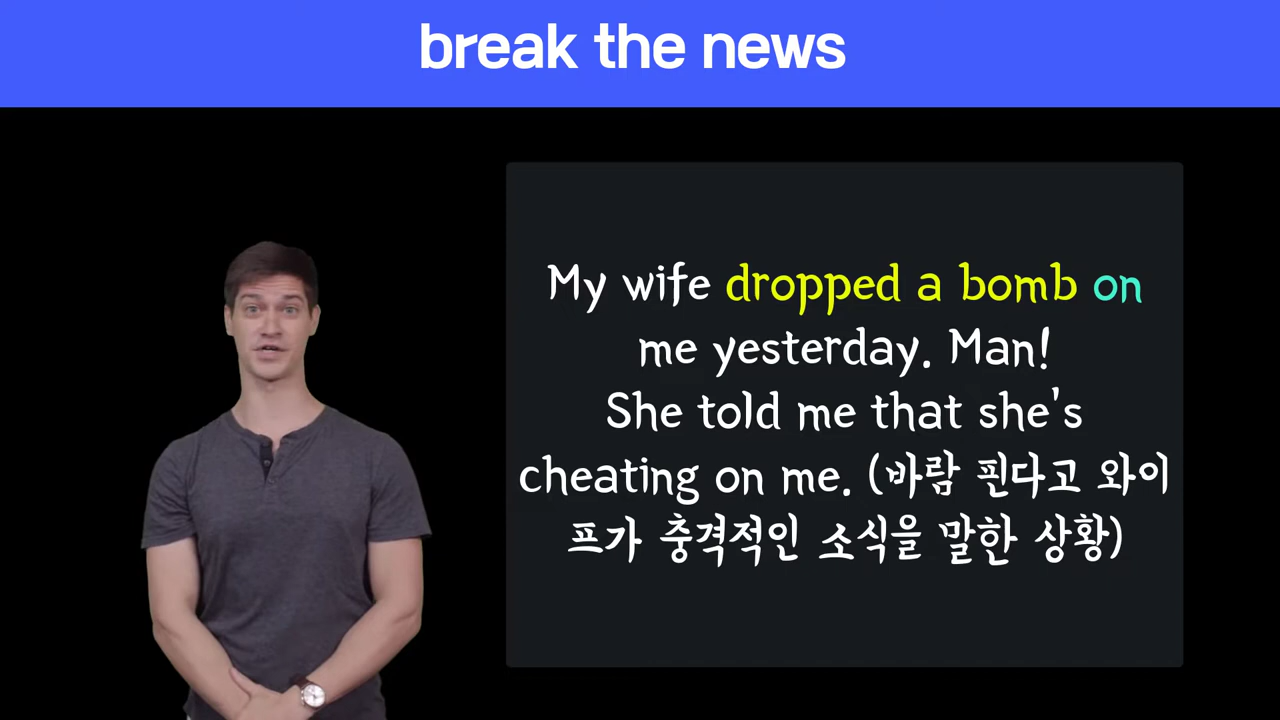 break the news
My wife dropped a bomb on
me yesterday. Man!
She told me that she's
cheating on me. (바람 핀다고 와이
프가 충격적인 소식을 말한 상황)